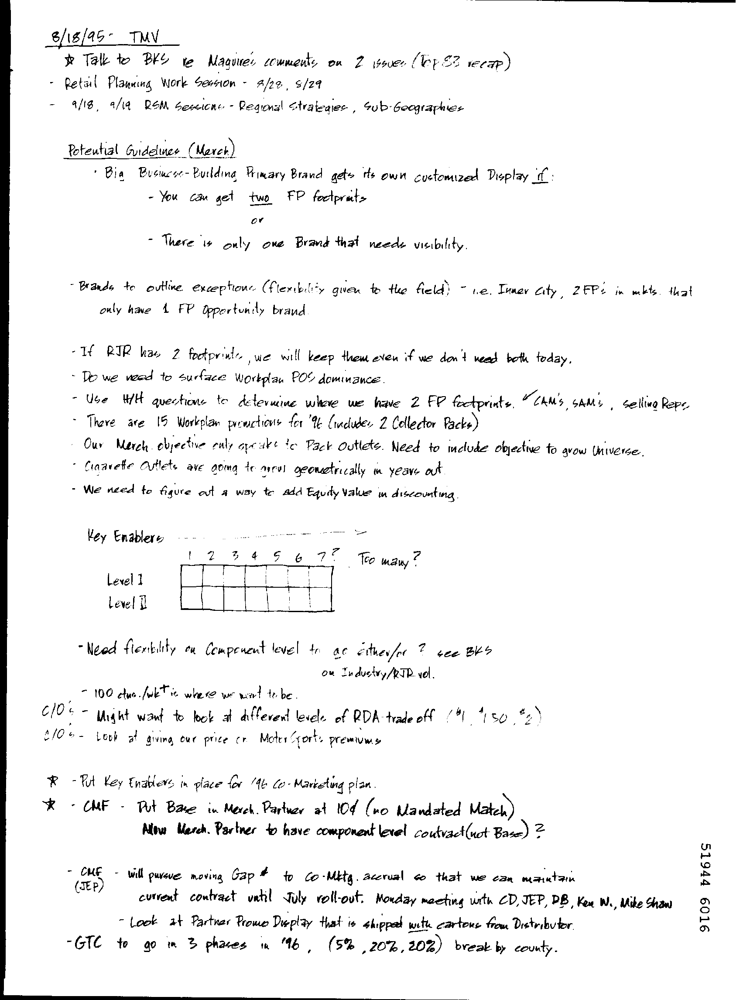 8/18/95 - TMV
☆ Talk to BKS re Maguire's comments on 2 issues (Top 83 recap)
- Retail Planning Work Session - 8/28, 8/29
- 9/18, 9/19 RSM Sessions - Regional Strategies, Sub-Geographies
Potential Guidelines (Merch)
· Big Business-Building Primary Brand gets its own customized Display if:
- You can get two FP footprints
or
- There is only one Brand that needs visibility.
- Brands to outline exceptions (flexibility given to the field) - i.e. Inner City, 2 FP's in mkts. that
only have 1 FP Opportunity brand
- If RJR has 2 footprints, we will keep them even if we don't need both today.
- Do we need to surface Workplan POS dominance.
- Use H/H questions to determine where we have 2 FP footprints. CAM's, SAM's, Selling Reps
- There are 15 Workplan promotions for '96 (includes 2 Collector Packs)
- Our Merch objective only speaks to Pack Outlets. Need to include objective to grow Universe.
- Cigarette Outlets are going to grow geometrically in years out
- We need to figure out a way to add Equity Value in discounting.
Key Enablers
1 2 3 4 5 6 7? Too many?
Level I
Level II
- Need flexibility on Component level to go either/or ? see BKS
on Industry/RJR vol.
- 100 ctns./wk+ is where we want to be.
C/O's - Might want to look at different levels of RDA trade off ( $1, $1.50, $2)
C/O's - Look at giving our price or MotorSports premiums
☆ - Put Key Enablers in place for '96 Co-Marketing plan.
☆ - CMF - Put Base in Merch. Partner at 10¢ (no Mandated Match)
Allow Merch. Partner to have component level contract (not Base) ?
- CMF - will pursue moving Gap $ to Co-Mktg. accrual so that we can maintain
(JEP)
current contract until July roll-out. Monday meeting with CD, JEP, DB, Ken W., Mike Shaw
- Look at Partner Promo Display that is shipped with cartons from Distributor.
- GTC to go in 3 phases in '96, (5%, 20%, 20%) break by county.
51944 6016